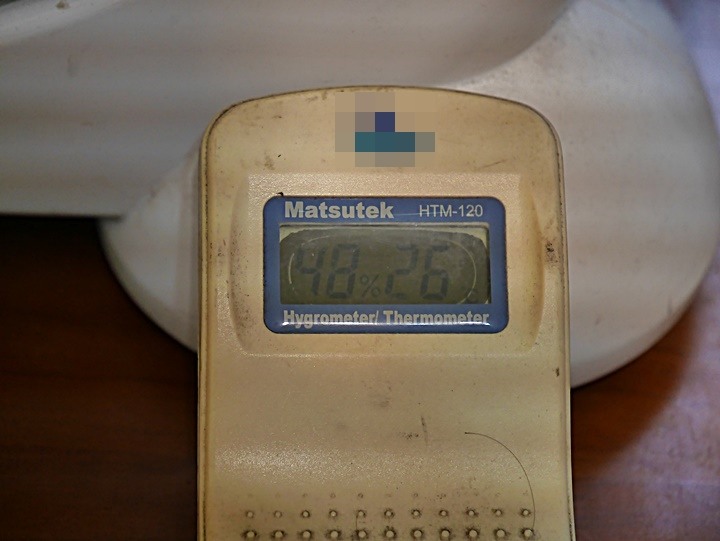 Matsutek HTM-120
48% 26
Hygrometer/ Thermometer